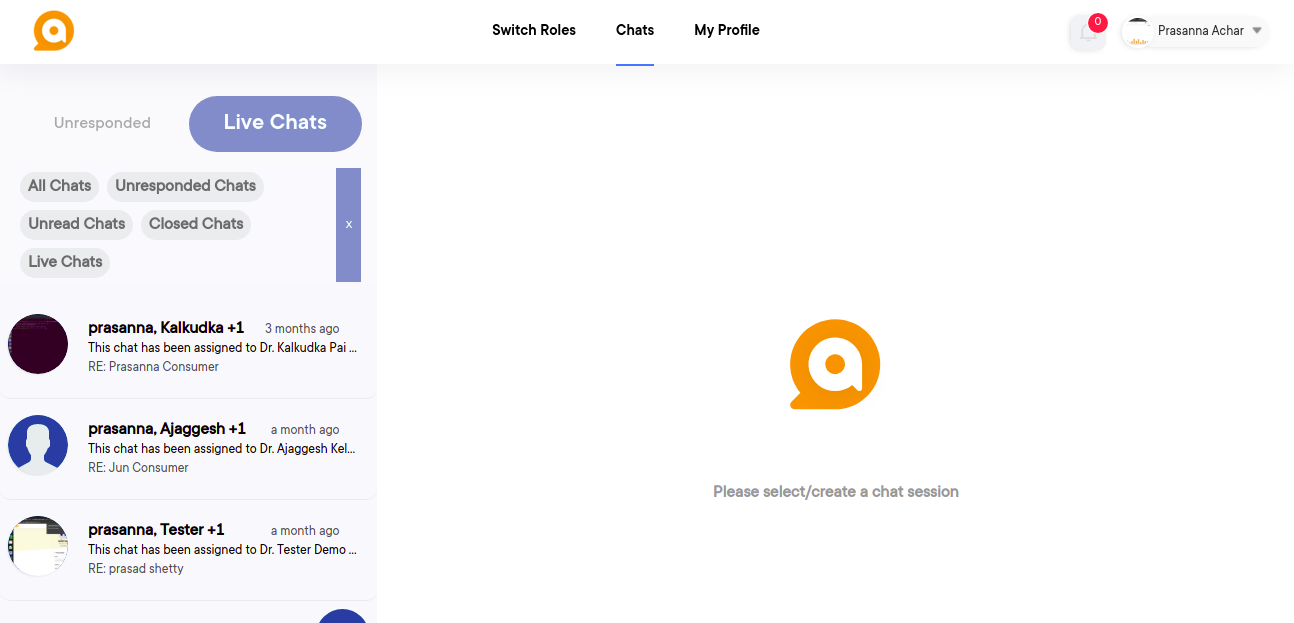 Switch Roles
Chats
My Profile
0
Prasanna Achar
Unresponded
Live Chats
All Chats
Unresponded Chats
Unread Chats
Closed Chats
Live Chats
x
prasanna, Kalkudka +1 3 months ago
This chat has been assigned to Dr. Kalkudka Pai ...
RE: Prasanna Consumer
prasanna, Ajaggesh +1 a month ago
This chat has been assigned to Dr. Ajaggesh Kel...
RE: Jun Consumer
prasanna, Tester +1 a month ago
This chat has been assigned to Dr. Tester Demo ...
RE: prasad shetty
Please select/create a chat session